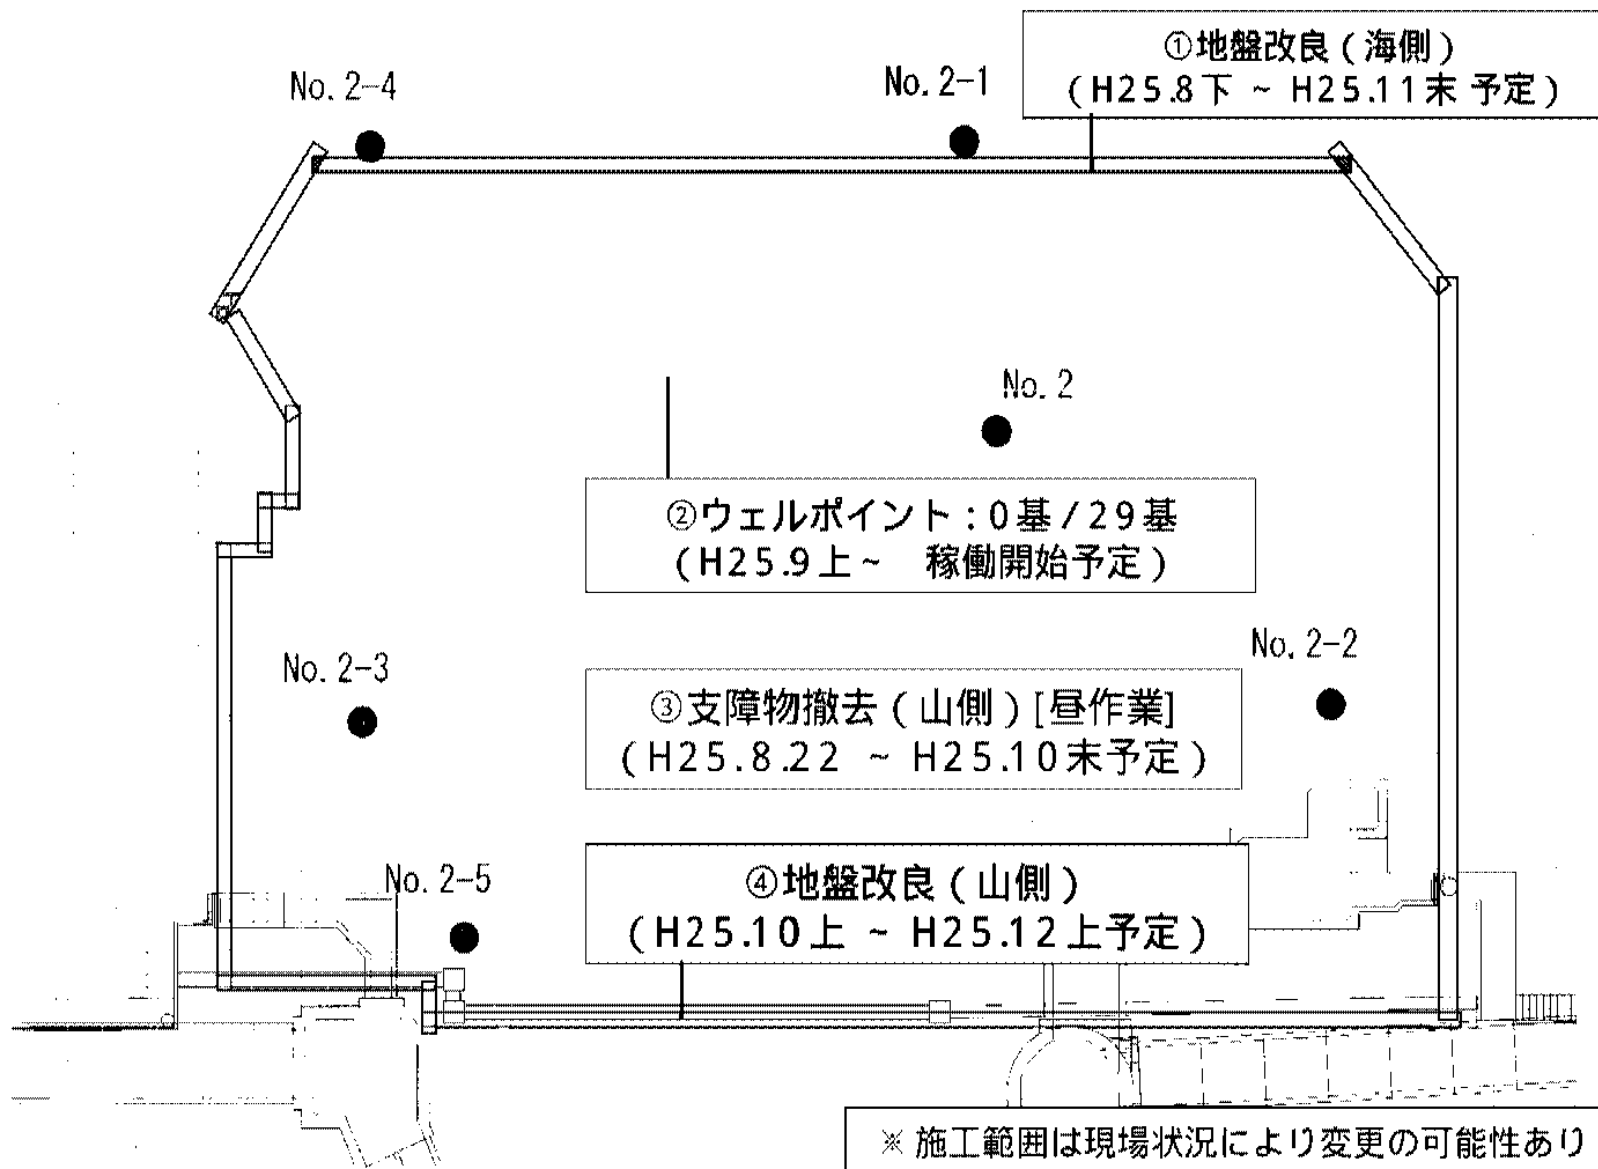 ①地盤改良(海側)
(H25.8下 ~ H25.11末 予定)
No. 2-4
No. 2-1
No. 2
②ウェルポイント:0基/29基
(H25.9上~ 稼働開始予定)
No. 2-3
No. 2-2
③支障物撤去(山側)[昼作業]
(H25.8.22 ~ H25.10末予定)
No. 2-5
④地盤改良(山側)
(H25.10上 ~ H25.12上予定)
※ 施工範囲は現場状況により変更の可能性あり